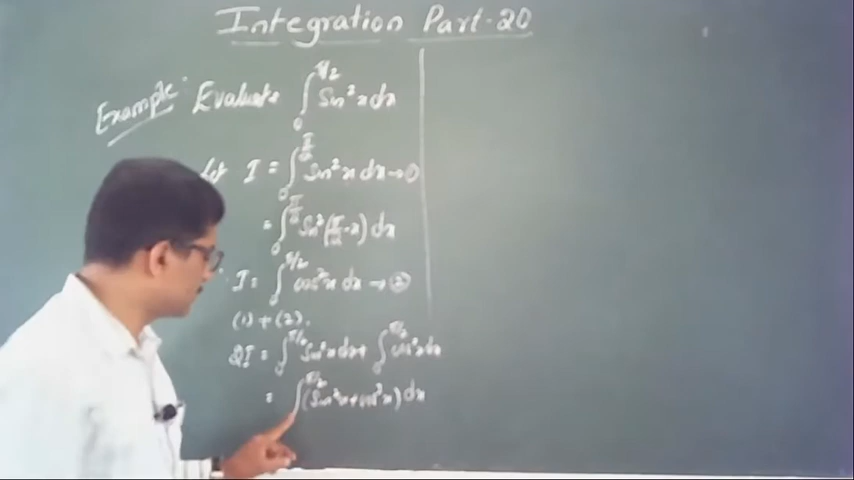 Integration Part-20
Example: Evaluate ∫₀^π/2 Sin²x dx
Let I = ∫₀^π/2 Sin²x dx → ①
= ∫₀^π/2 Sin²(π/2 - x) dx
I = ∫₀^π/2 cos²x dx → ②
(1) + (2),
2I = ∫₀^π/2 Sin²x dx + ∫₀^π/2 cos²x dx
= ∫₀^π/2 (Sin²x + cos²x) dx